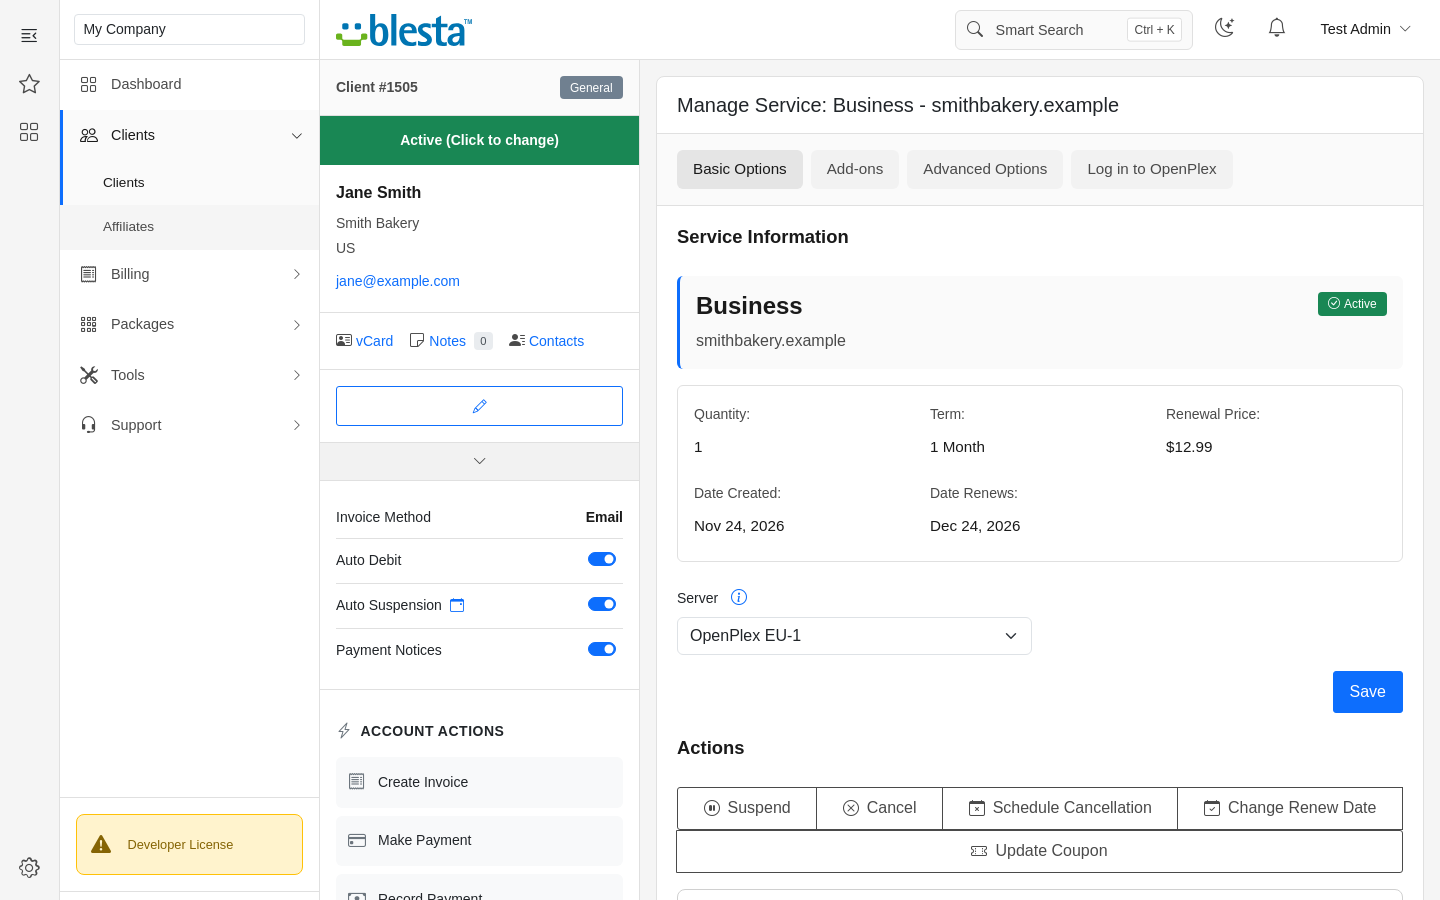 My Company
blesta™
Smart Search
Ctrl + K
Test Admin
Dashboard
Clients
Clients
Affiliates
Billing
Packages
Tools
Support
Developer License
Client #1505
General
Active (Click to change)
Jane Smith
Smith Bakery
US
jane@example.com
vCard
Notes 0
Contacts
Invoice Method
Email
Auto Debit
Auto Suspension
Payment Notices
ACCOUNT ACTIONS
Create Invoice
Make Payment
Record Payment
Manage Service: Business - smithbakery.example
Basic Options
Add-ons
Advanced Options
Log in to OpenPlex
Service Information
Business
Active
smithbakery.example
Quantity:
1
Term:
1 Month
Renewal Price:
$12.99
Date Created:
Nov 24, 2026
Date Renews:
Dec 24, 2026
Server
OpenPlex EU-1
Save
Actions
Suspend
Cancel
Schedule Cancellation
Change Renew Date
Update Coupon